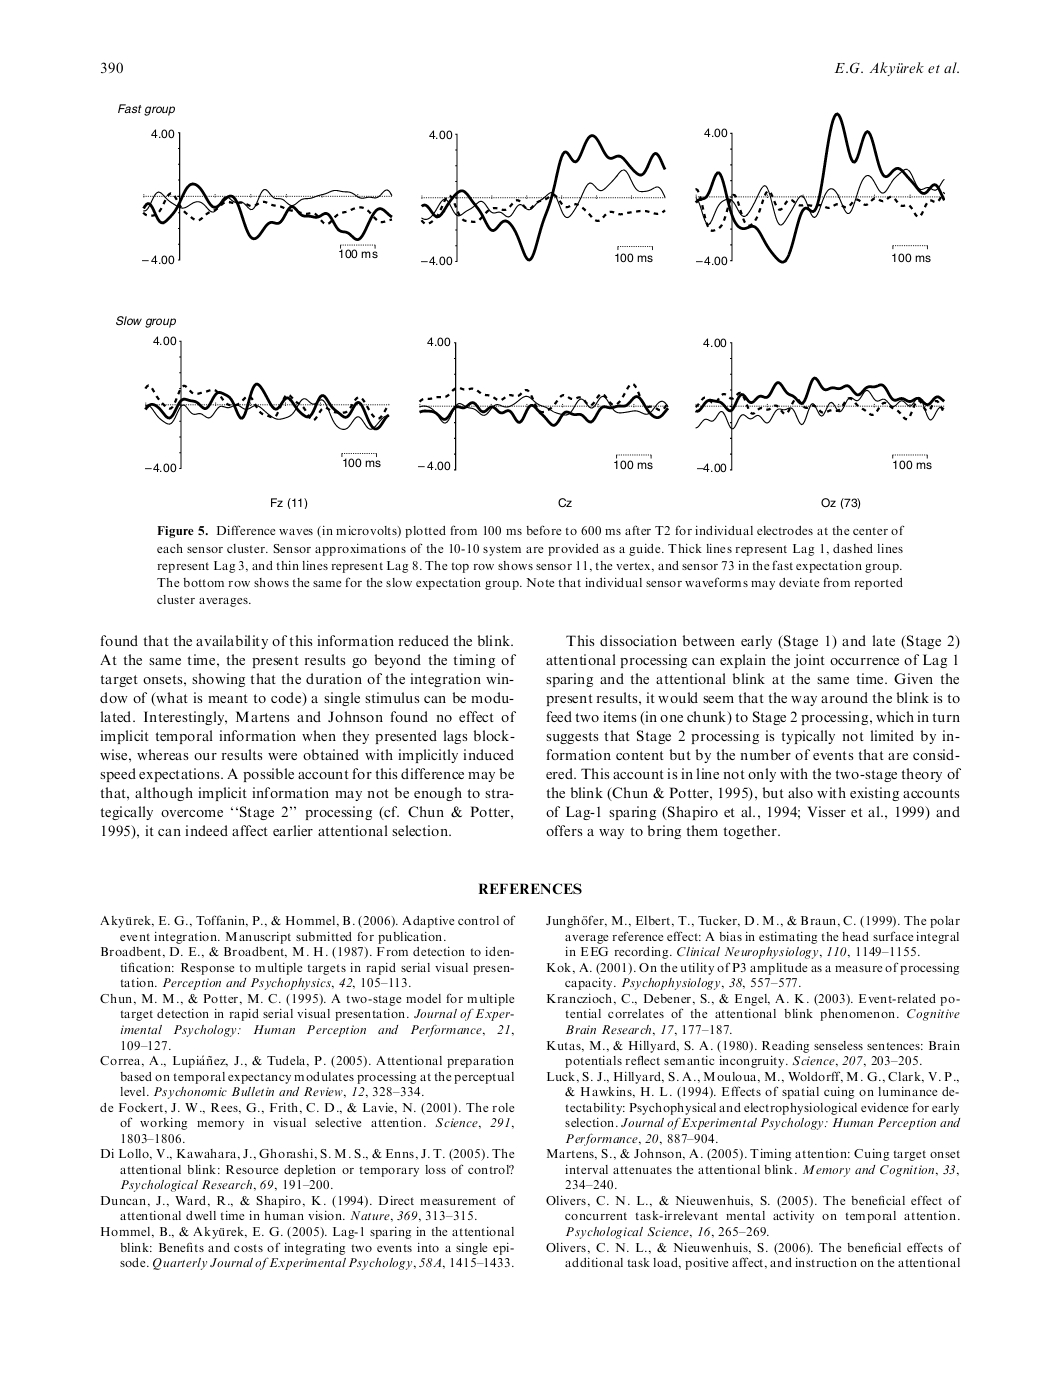 390
E.G. Akyürek et al.
Fast group
4.00
4.00
4.00
–4.00
–4.00
–4.00
100 ms
100 ms
100 ms
Slow group
4.00
4.00
4.00
–4.00
–4.00
–4.00
100 ms
100 ms
100 ms
Fz (11)
Cz
Oz (73)
Figure 5. Difference waves (in microvolts) plotted from 100 ms before to 600 ms after T2 for individual electrodes at the center of
each sensor cluster. Sensor approximations of the 10-10 system are provided as a guide. Thick lines represent Lag 1, dashed lines
represent Lag 3, and thin lines represent Lag 8. The top row shows sensor 11, the vertex, and sensor 73 in the fast expectation group.
The bottom row shows the same for the slow expectation group. Note that individual sensor waveforms may deviate from reported
cluster averages.
found that the availability of this information reduced the blink.
At the same time, the present results go beyond the timing of
target onsets, showing that the duration of the integration win-
dow of (what is meant to code) a single stimulus can be modu-
lated. Interestingly, Martens and Johnson found no effect of
implicit temporal information when they presented lags block-
wise, whereas our results were obtained with implicitly induced
speed expectations. A possible account for this difference may be
that, although implicit information may not be enough to stra-
tegically overcome ‘‘Stage 2’’ processing (cf. Chun & Potter,
1995), it can indeed affect earlier attentional selection.
This dissociation between early (Stage 1) and late (Stage 2)
attentional processing can explain the joint occurrence of Lag 1
sparing and the attentional blink at the same time. Given the
present results, it would seem that the way around the blink is to
feed two items (in one chunk) to Stage 2 processing, which in turn
suggests that Stage 2 processing is typically not limited by in-
formation content but by the number of events that are consid-
ered. This account is in line not only with the two-stage theory of
the blink (Chun & Potter, 1995), but also with existing accounts
of Lag-1 sparing (Shapiro et al., 1994; Visser et al., 1999) and
offers a way to bring them together.
REFERENCES
Akyürek, E. G., Toffanin, P., & Hommel, B. (2006). Adaptive control of
event integration. Manuscript submitted for publication.
Broadbent, D. E., & Broadbent, M. H. (1987). From detection to iden-
tification: Response to multiple targets in rapid serial visual presen-
tation. Perception and Psychophysics, 42, 105–113.
Chun, M. M., & Potter, M. C. (1995). A two-stage model for multiple
target detection in rapid serial visual presentation. Journal of Exper-
imental Psychology: Human Perception and Performance, 21,
109–127.
Correa, A., Lupiáñez, J., & Tudela, P. (2005). Attentional preparation
based on temporal expectancy modulates processing at the perceptual
level. Psychonomic Bulletin and Review, 12, 328–334.
de Fockert, J. W., Rees, G., Frith, C. D., & Lavie, N. (2001). The role
of working memory in visual selective attention. Science, 291,
1803–1806.
Di Lollo, V., Kawahara, J., Ghorashi, S. M. S., & Enns, J. T. (2005). The
attentional blink: Resource depletion or temporary loss of control?
Psychological Research, 69, 191–200.
Duncan, J., Ward, R., & Shapiro, K. (1994). Direct measurement of
attentional dwell time in human vision. Nature, 369, 313–315.
Hommel, B., & Akyürek, E. G. (2005). Lag-1 sparing in the attentional
blink: Benefits and costs of integrating two events into a single epi-
sode. Quarterly Journal of Experimental Psychology, 58A, 1415–1433.
Junghöfer, M., Elbert, T., Tucker, D. M., & Braun, C. (1999). The polar
average reference effect: A bias in estimating the head surface integral
in EEG recording. Clinical Neurophysiology, 110, 1149–1155.
Kok, A. (2001). On the utility of P3 amplitude as a measure of processing
capacity. Psychophysiology, 38, 557–577.
Kranczioch, C., Debener, S., & Engel, A. K. (2003). Event-related po-
tential correlates of the attentional blink phenomenon. Cognitive
Brain Research, 17, 177–187.
Kutas, M., & Hillyard, S. A. (1980). Reading senseless sentences: Brain
potentials reflect semantic incongruity. Science, 207, 203–205.
Luck, S. J., Hillyard, S. A., Mouloua, M., Woldorff, M. G., Clark, V. P.,
& Hawkins, H. L. (1994). Effects of spatial cuing on luminance de-
tectability: Psychophysical and electrophysiological evidence for early
selection. Journal of Experimental Psychology: Human Perception and
Performance, 20, 887–904.
Martens, S., & Johnson, A. (2005). Timing attention: Cuing target onset
interval attenuates the attentional blink. Memory and Cognition, 33,
234–240.
Olivers, C. N. L., & Nieuwenhuis, S. (2005). The beneficial effect of
concurrent task-irrelevant mental activity on temporal attention.
Psychological Science, 16, 265–269.
Olivers, C. N. L., & Nieuwenhuis, S. (2006). The beneficial effects of
additional task load, positive affect, and instruction on the attentional